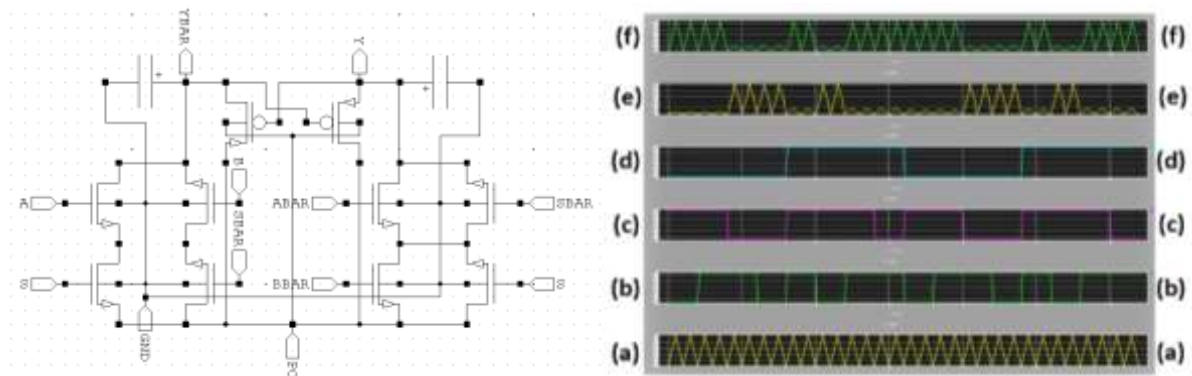 YBAR
Y
A
B
ABAR
SBAR
SBAR
S
BBAR
S
GND
PC
(f) (f)
(e) (e)
(d) (d)
(c) (c)
(b) (b)
(a) (a)